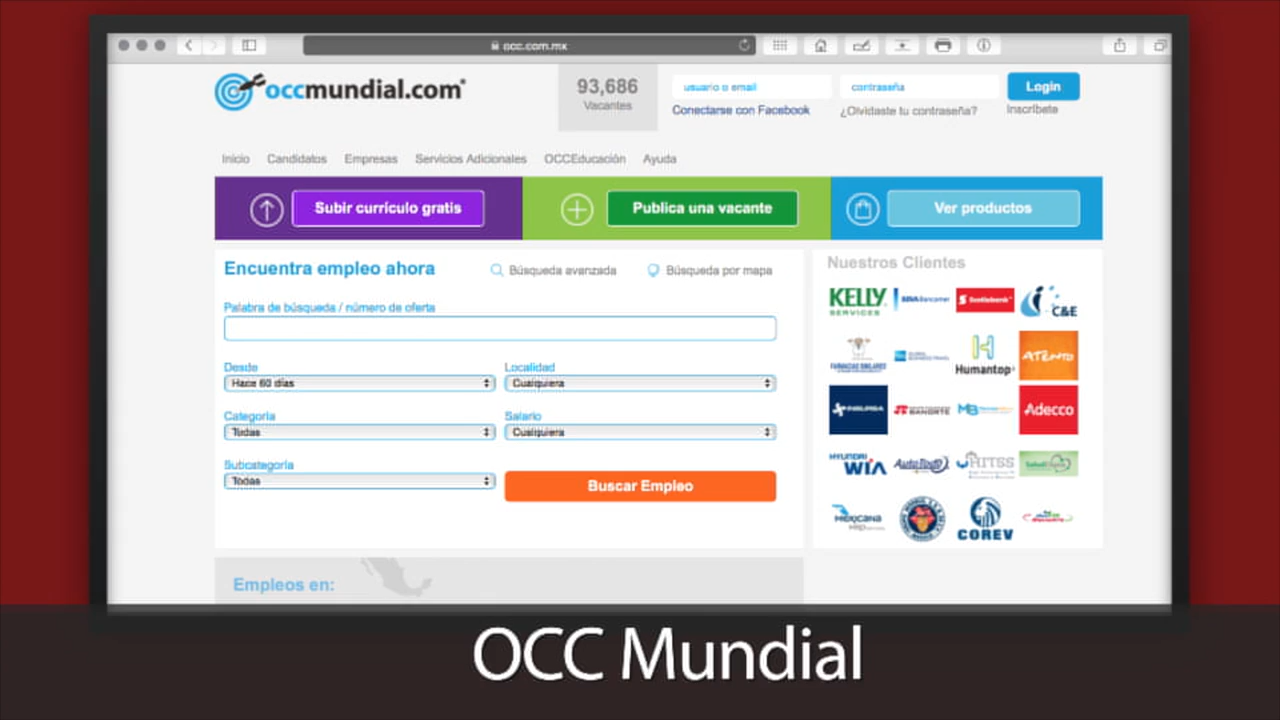 occ.com.mx
occmundial.com
93,686
Vacantes
usuario o email
contraseña
Login
Conectarse con Facebook
¿Olvidaste tu contraseña?
Inscríbete
Inicio
Candidatos
Empresas
Servicios Adicionales
OCCEducación
Ayuda
Subir currículo gratis
Publica una vacante
Ver productos
Encuentra empleo ahora
Búsqueda avanzada
Búsqueda por mapa
Palabra de búsqueda / número de oferta
Desde
Localidad
Hace 60 días
Cualquiera
Categoría
Salario
Todas
Cualquiera
Subcategoría
Todas
Buscar Empleo
Nuestros Clientes
KELLY
SERVICES
BBVA Bancomer
Scotiabank
C&E
Humantop
ATENTO
INBURSA
BANORTE
Adecco
HYUNDAI
WIA
HITSS
MEXICANA
COREV
Empleos en:
OCC Mundial